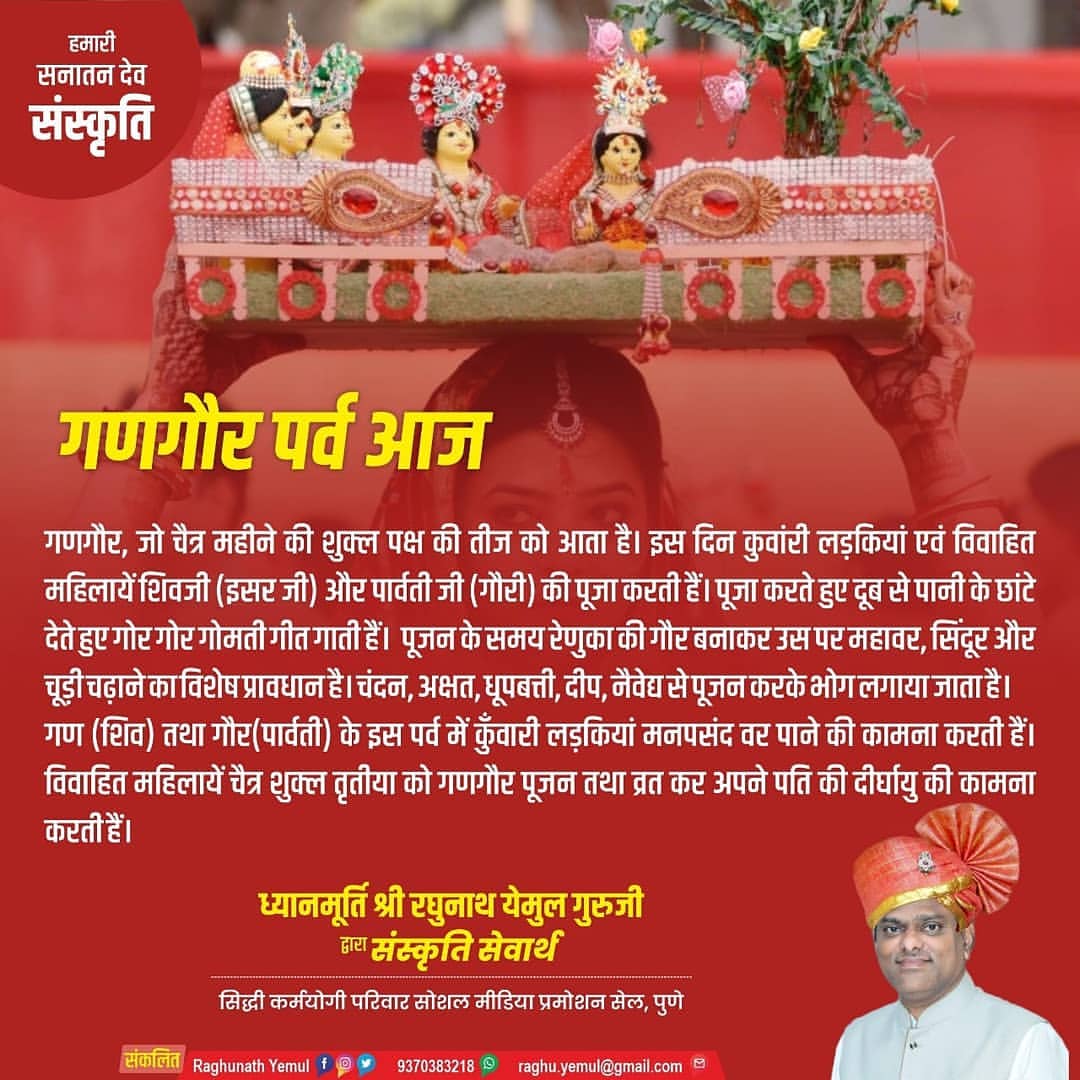 हमारी
सनातन देव
संस्कृति
गणगौर पर्व आज
गणगौर, जो चैत्र महीने की शुक्ल पक्ष की तीज को आता है। इस दिन कुवांरी लड़कियां एवं विवाहित
महिलायें शिवजी (इसर जी) और पार्वती जी (गौरी) की पूजा करती हैं। पूजा करते हुए दूब से पानी के छांटे
देते हुए गोर गोर गोमती गीत गाती हैं। पूजन के समय रेणुका की गौर बनाकर उस पर महावर, सिंदूर और
चूड़ी चढ़ाने का विशेष प्रावधान है। चंदन, अक्षत, धूपबत्ती, दीप, नैवेद्य से पूजन करके भोग लगाया जाता है।
गण (शिव) तथा गौर(पार्वती) के इस पर्व में कुँवारी लड़कियां मनपसंद वर पाने की कामना करती हैं।
विवाहित महिलायें चैत्र शुक्ल तृतीया को गणगौर पूजन तथा व्रत कर अपने पति की दीर्घायु की कामना
करती हैं।
ध्यानमूर्ति श्री रघुनाथ येमुल गुरुजी
द्वारा संस्कृति सेवार्थ
सिद्धी कर्मयोगी परिवार सोशल मीडिया प्रमोशन सेल, पुणे
संकलित Raghunath Yemul 9370383218 raghu.yemul@gmail.com